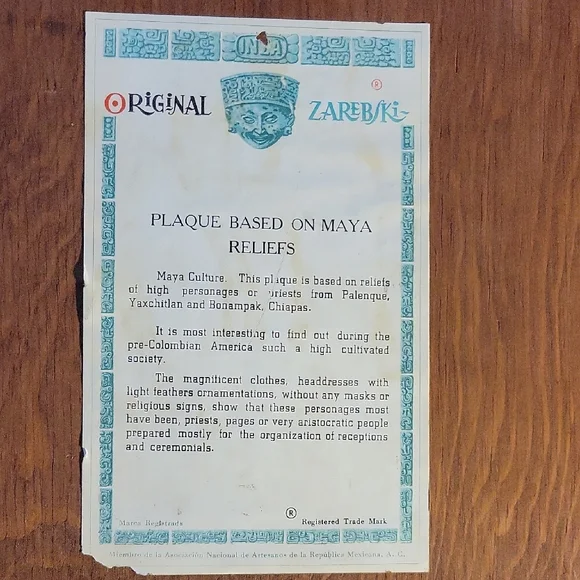 INZA
ORIGINAL ZAREBSKI ®
PLAQUE BASED ON MAYA
RELIEFS
Maya Culture. This plaque is based on reliefs
of high personages or priests from Palenque,
Yaxchitlan and Bonampak, Chiapas.
It is most interesting to find out during the
pre-Colombian America such a high cultivated
society.
The magnificent clothes, headdresses with
light feathers ornamentations, without any masks or
religious signs, show that these personages most
have been, priests, pages or very aristocratic people
prepared mostly for the organization of receptions
and ceremonials.
Marca Registrada ® Registered Trade Mark
Miembro de la Asociación Nacional de Artesanos de la República Mexicana, A. C.